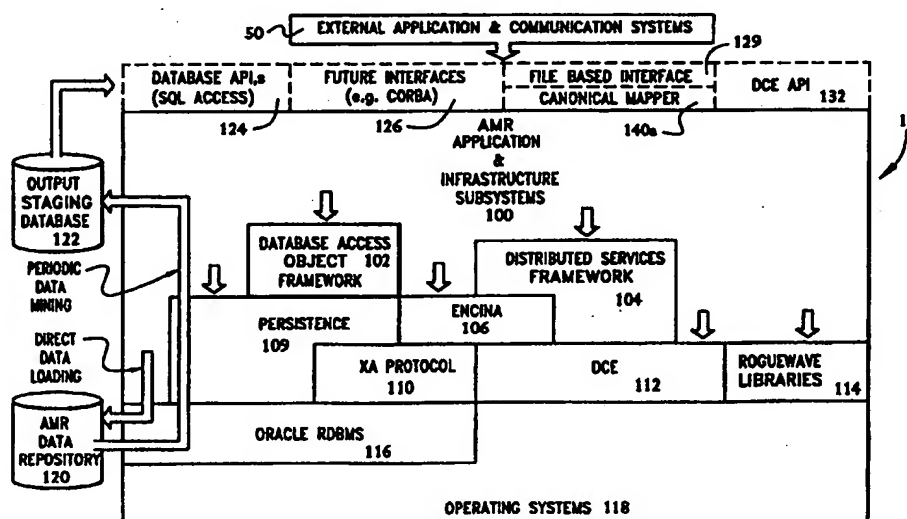 50 EXTERNAL APPLICATION & COMMUNICATION SYSTEMS
DATABASE API,s
(SQL ACCESS)
124
FUTURE INTERFACES
(e.g. CORBA)
126
FILE BASED INTERFACE
129
CANONICAL MAPPER
140a
DCE API
132
1
AMR
APPLICATION
&
INFRASTRUCTURE
SUBSYSTEMS
100
OUTPUT
STAGING
DATABASE
122
DATABASE ACCESS
OBJECT 102
FRAMEWORK
DISTRIBUTED SERVICES
FRAMEWORK
104
PERIODIC
DATA
MINING
PERSISTENCE
109
ENCINA
106
DIRECT
DATA
LOADING
XA PROTOCOL
110
DCE
112
ROGUEWAVE
LIBRARIES
114
AMR
DATA
REPOSITORY
120
ORACLE RDBMS
116
OPERATING SYSTEMS 118